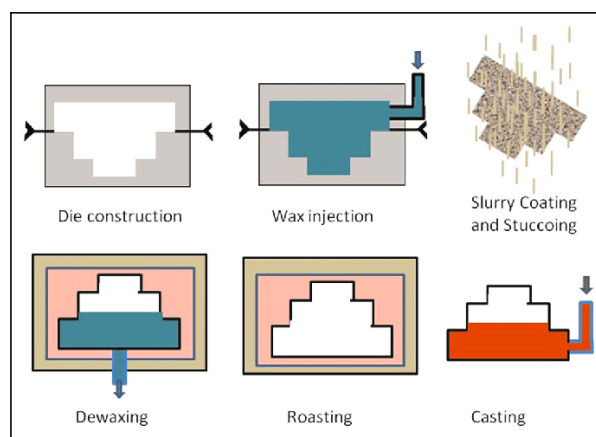 Die construction
Wax injection
Slurry Coating
and Stuccoing
Dewaxing
Roasting
Casting